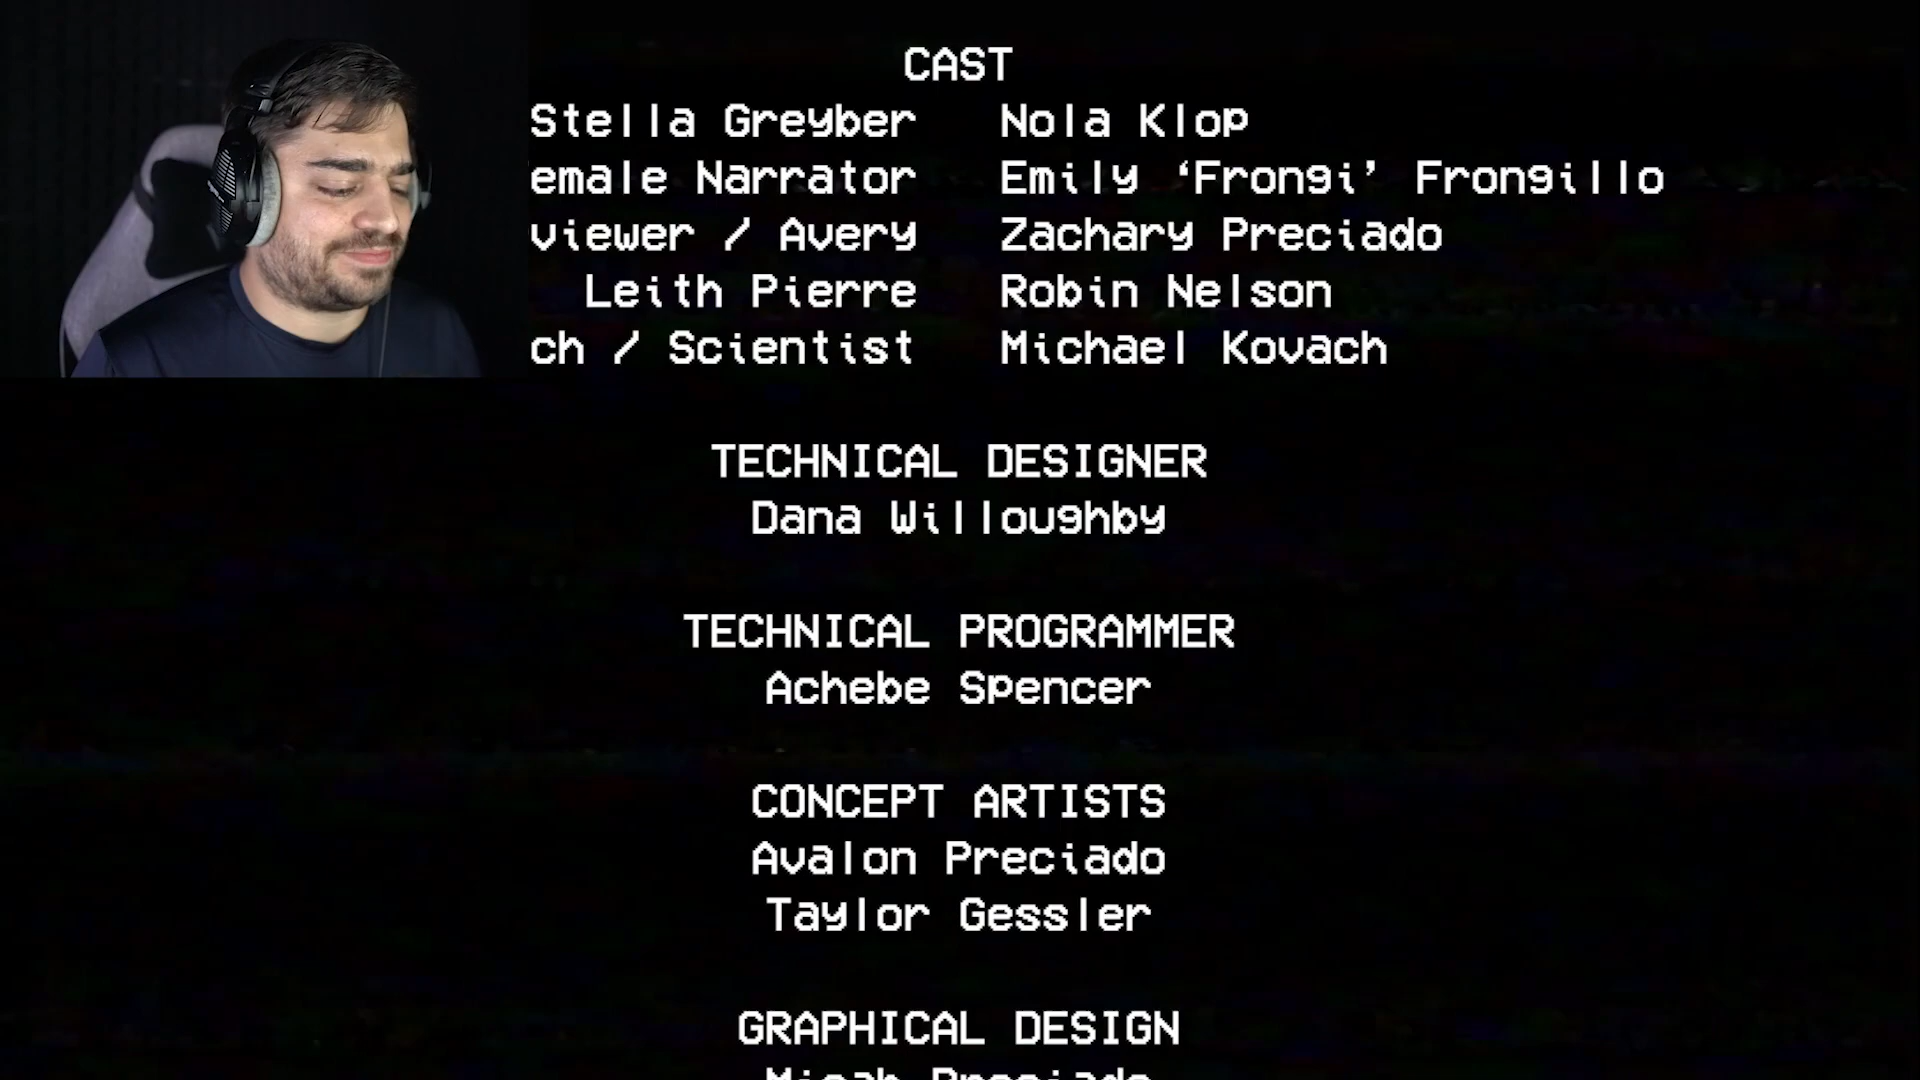 CAST
Stella Greyber Nola Klop
emale Narrator Emily ‘Frongi’ Frongillo
viewer / Avery Zachary Preciado
Leith Pierre Robin Nelson
ch / Scientist Michael Kovach
TECHNICAL DESIGNER
Dana Willoughby
TECHNICAL PROGRAMMER
Achebe Spencer
CONCEPT ARTISTS
Avalon Preciado
Taylor Gessler
GRAPHICAL DESIGN
Micah Preciado